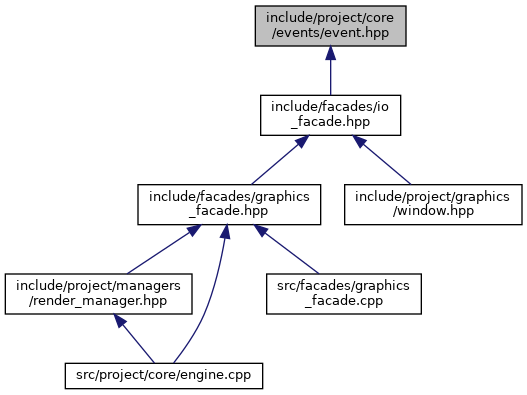 include/project/core
/events/event.hpp
include/facades/io
_facade.hpp
include/facades/graphics
_facade.hpp
include/project/graphics
/window.hpp
include/project/managers
/render_manager.hpp
src/facades/graphics
_facade.cpp
src/project/core/engine.cpp